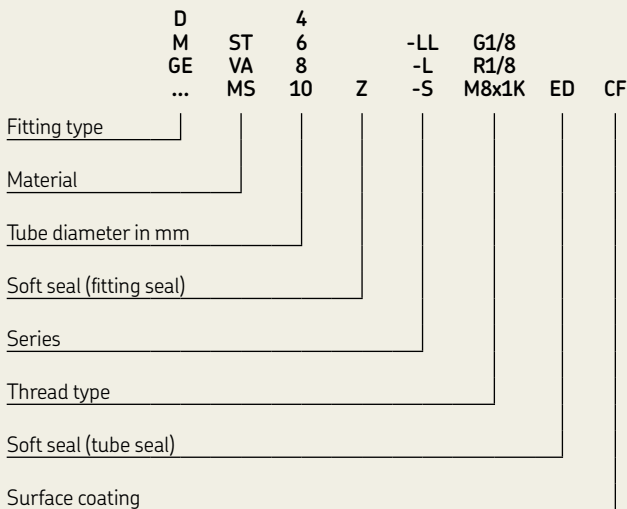 D 4
M ST 6 -LL G1/8
GE VA 8 -L R1/8
... MS 10 Z -S M8x1K ED CF
Fitting type
Material
Tube diameter in mm
Soft seal (fitting seal)
Series
Thread type
Soft seal (tube seal)
Surface coating